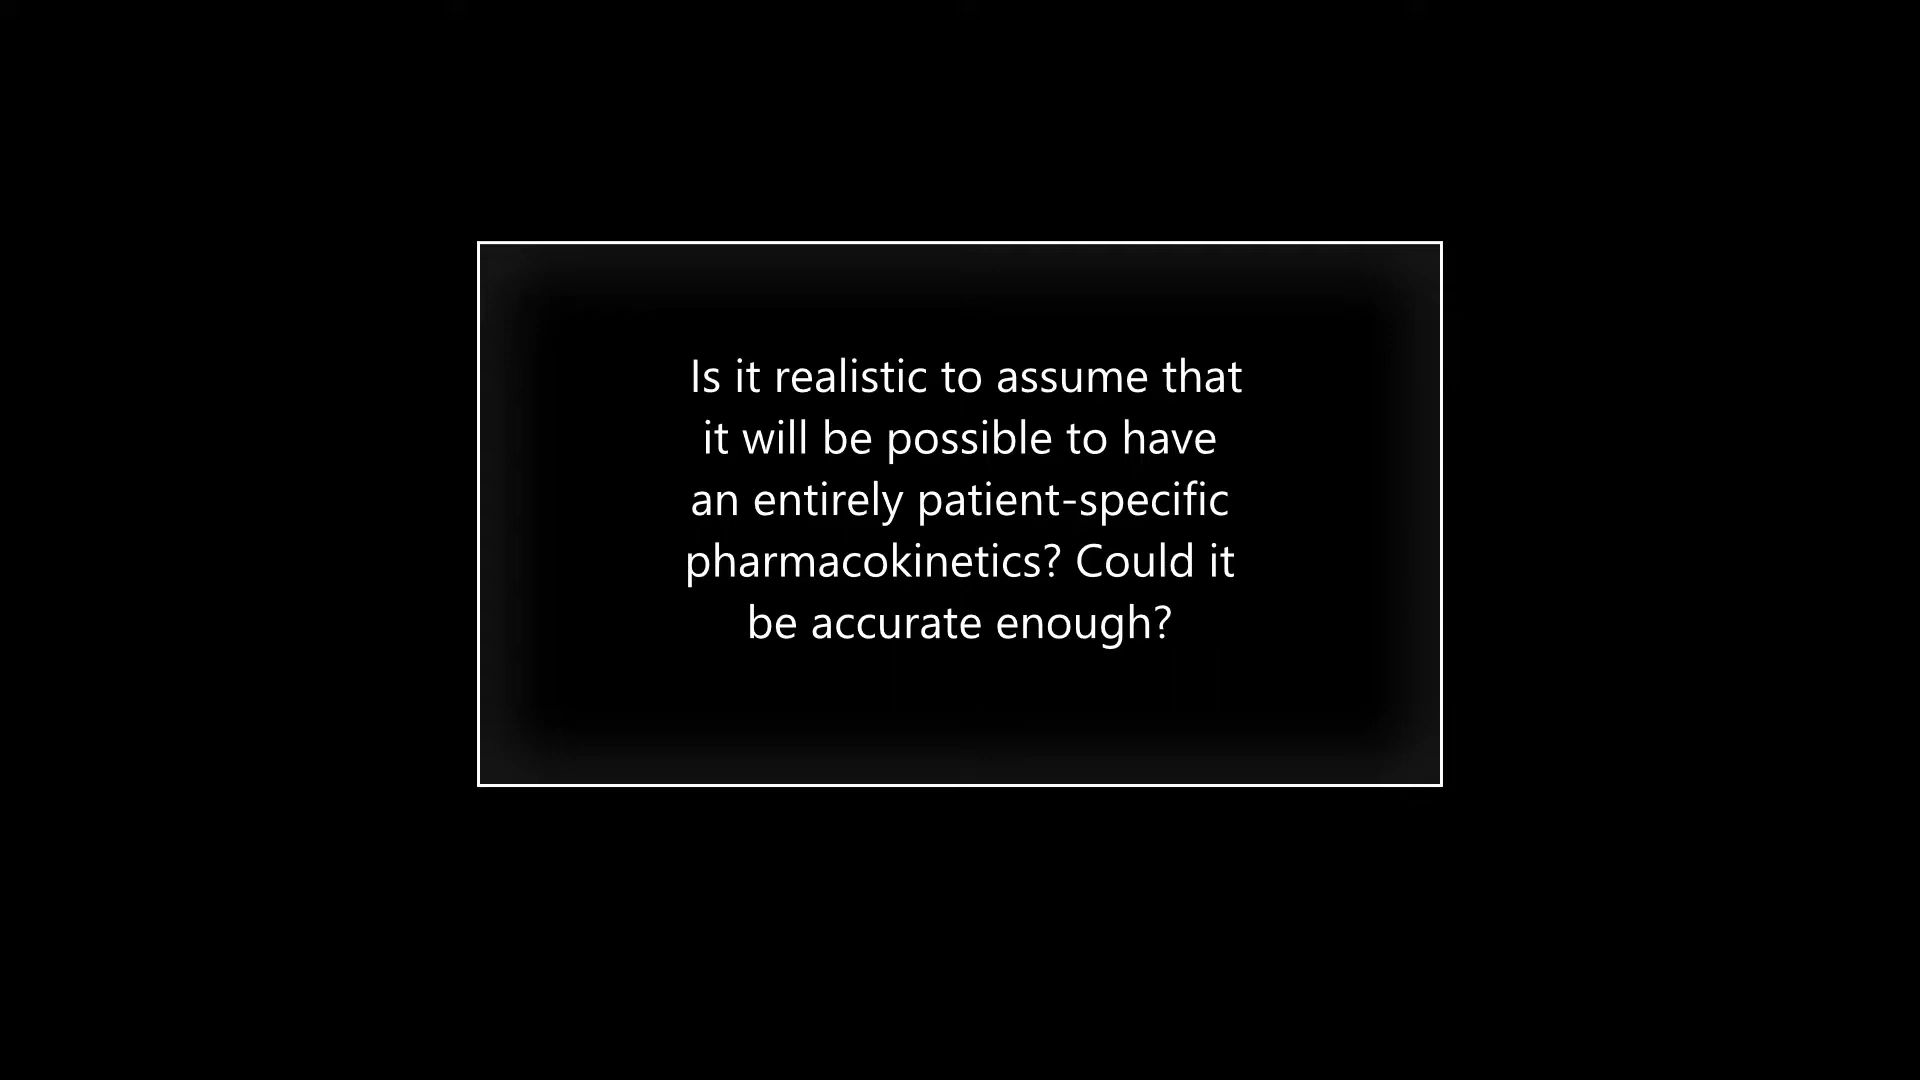 Is it realistic to assume that
it will be possible to have
an entirely patient-specific
pharmacokinetics? Could it
be accurate enough?